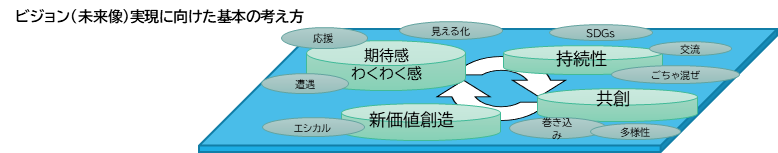 ビジョン(未来像)実現に向けた基本の考え方
応援
見える化
SDGs
期待感
わくわく感
持続性
交流
遭遇
ごちゃ混ぜ
共創
新価値創造
エシカル
巻き込
み
多様性